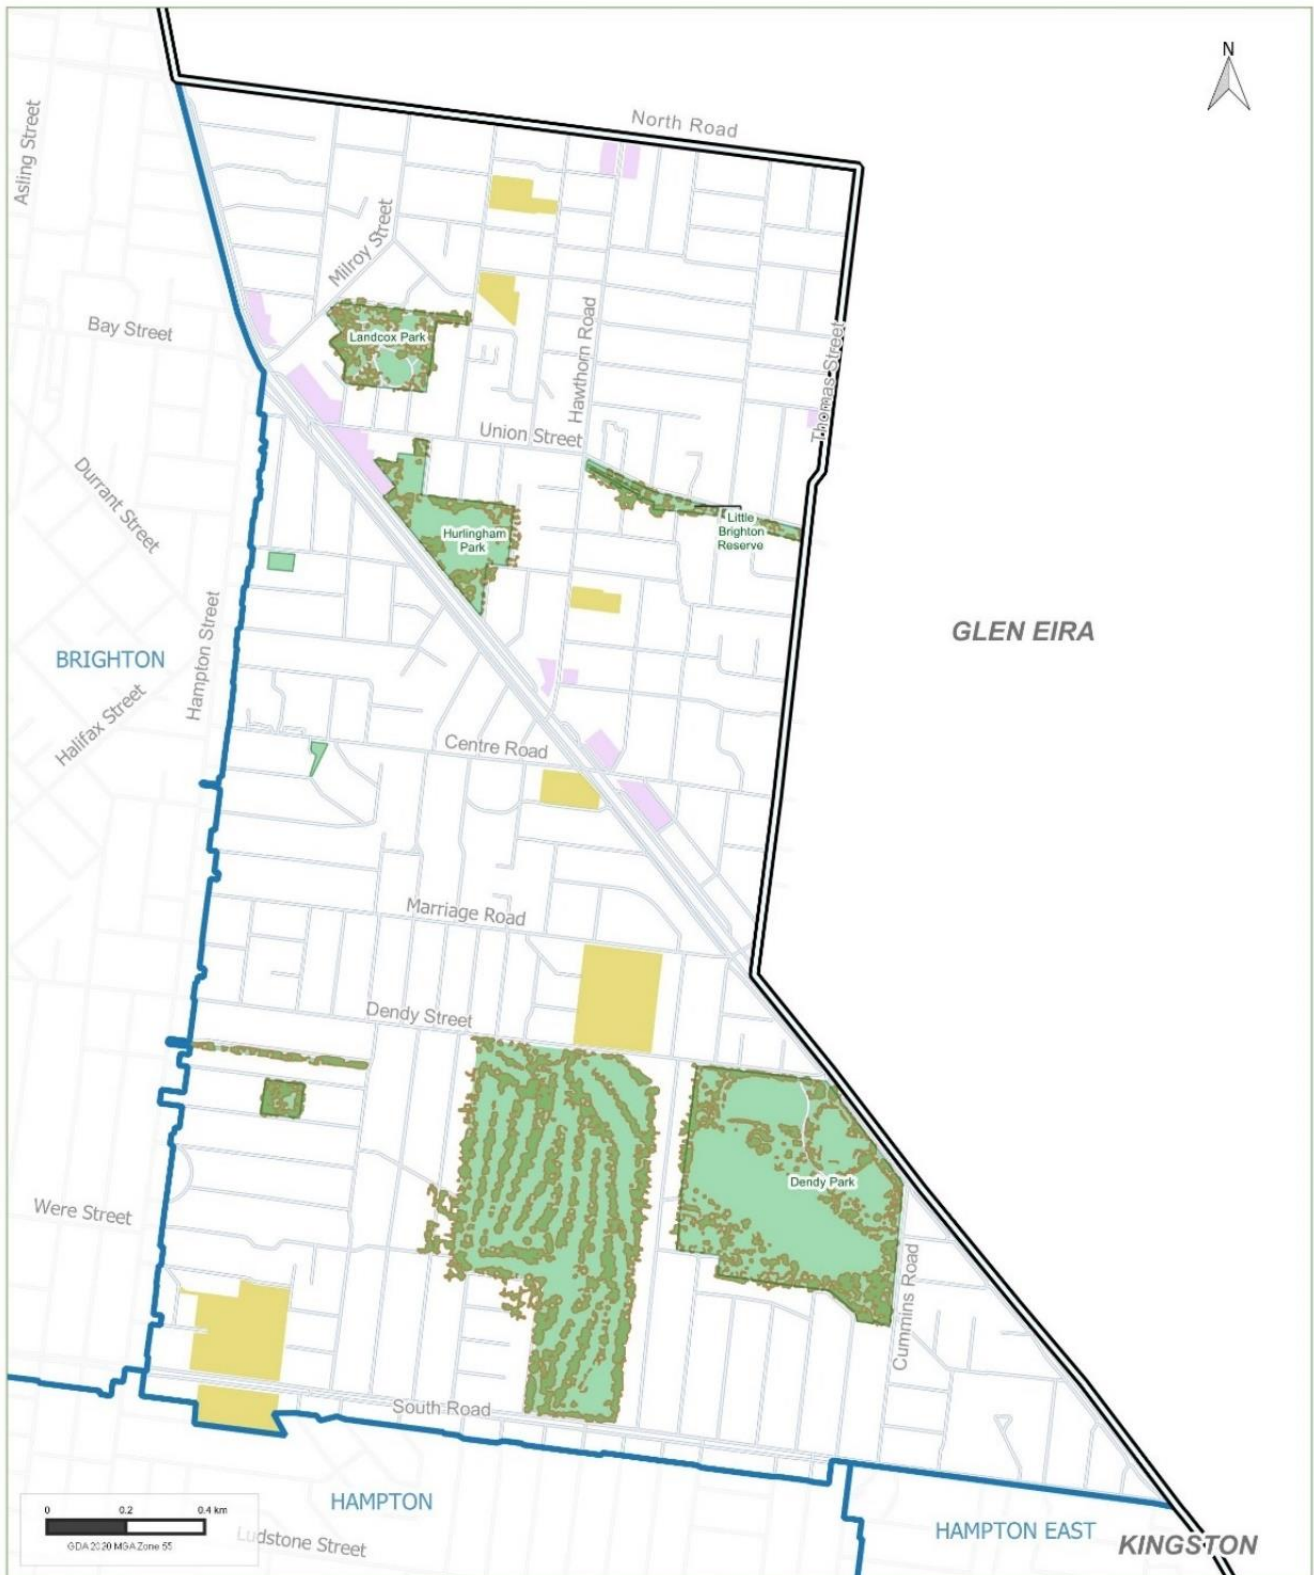 N
North Road
Asling Street
Milroy Street
Bay Street
Landcox Park
Hawthorn Road
Thomas Street
Union Street
Durrant Street
Hurlingham
Park
Little
Brighton
Reserve
Hampton Street
GLEN EIRA
BRIGHTON
Halifax Street
Centre Road
Marriage Road
Dendy Street
Dendy Park
Were Street
Cummins Road
South Road
HAMPTON
HAMPTON EAST
KINGSTON
0 0.2 0.4 km
GDA 2020 MGA Zone 55
Ludstone Street